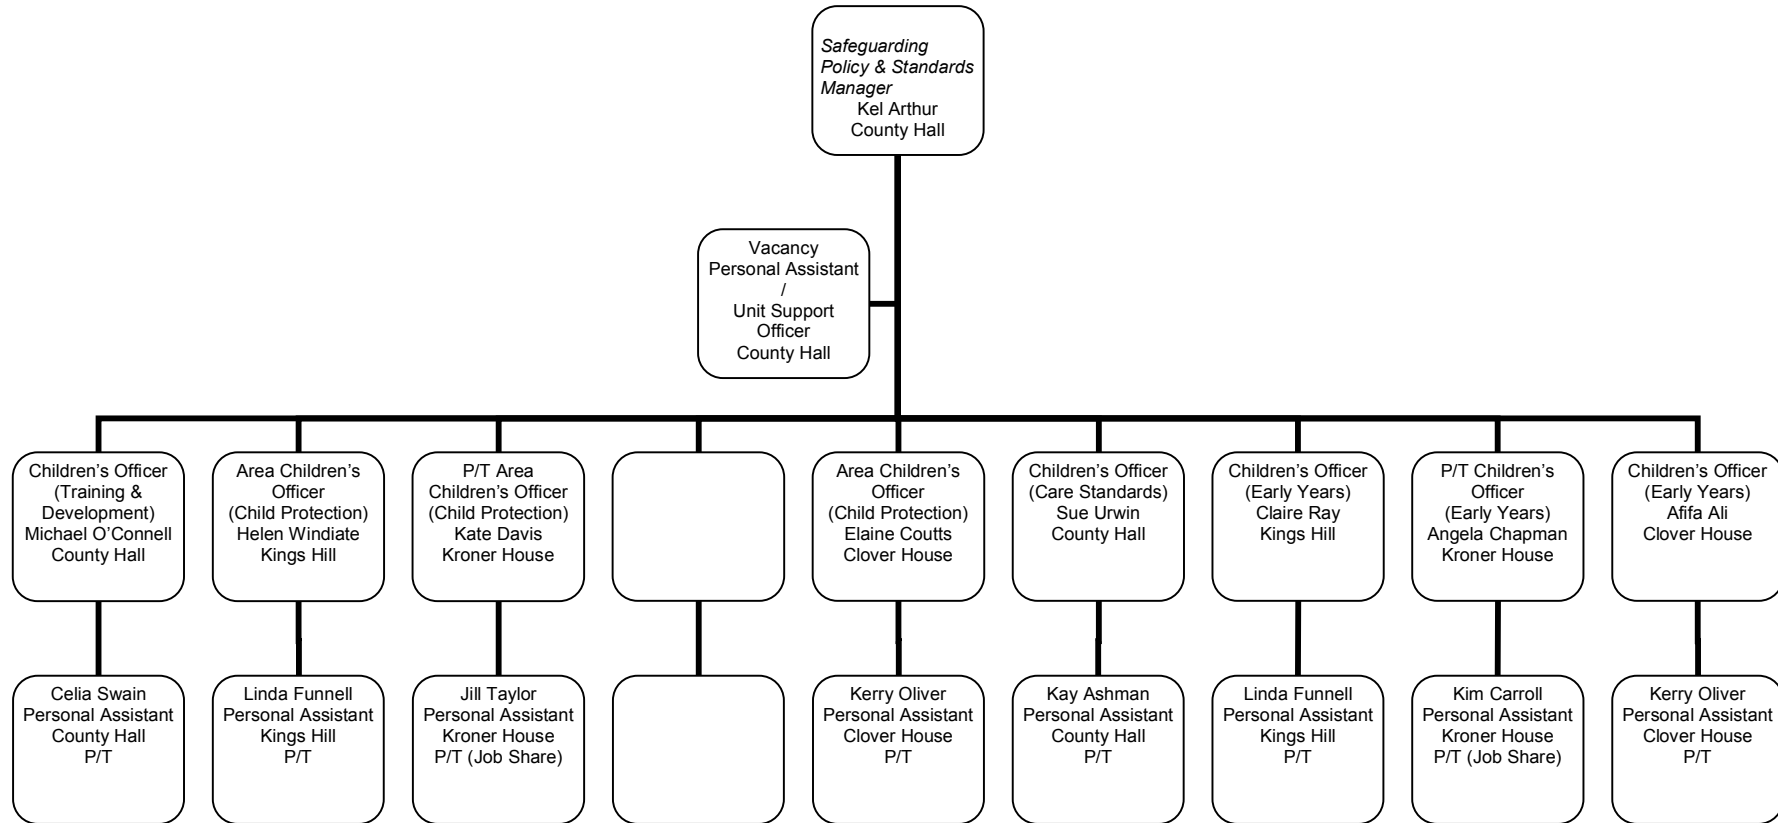 Safeguarding
Policy & Standards
Manager
Kel Arthur
County Hall
Vacancy
Personal Assistant
/
Unit Support
Officer
County Hall
Children’s Officer
(Training &
Development)
Michael O’Connell
County Hall
Area Children’s
Officer
(Child Protection)
Helen Windiate
Kings Hill
P/T Area
Children’s Officer
(Child Protection)
Kate Davis
Kroner House
Area Children’s
Officer
(Child Protection)
Elaine Coutts
Clover House
Children’s Officer
(Care Standards)
Sue Urwin
County Hall
Children’s Officer
(Early Years)
Claire Ray
Kings Hill
P/T Children’s
Officer
(Early Years)
Angela Chapman
Kroner House
Children’s Officer
(Early Years)
Afifa Ali
Clover House
Celia Swain
Personal Assistant
County Hall
P/T
Linda Funnell
Personal Assistant
Kings Hill
P/T
Jill Taylor
Personal Assistant
Kroner House
P/T (Job Share)
Kerry Oliver
Personal Assistant
Clover House
P/T
Kay Ashman
Personal Assistant
County Hall
P/T
Linda Funnell
Personal Assistant
Kings Hill
P/T
Kim Carroll
Personal Assistant
Kroner House
P/T (Job Share)
Kerry Oliver
Personal Assistant
Clover House
P/T